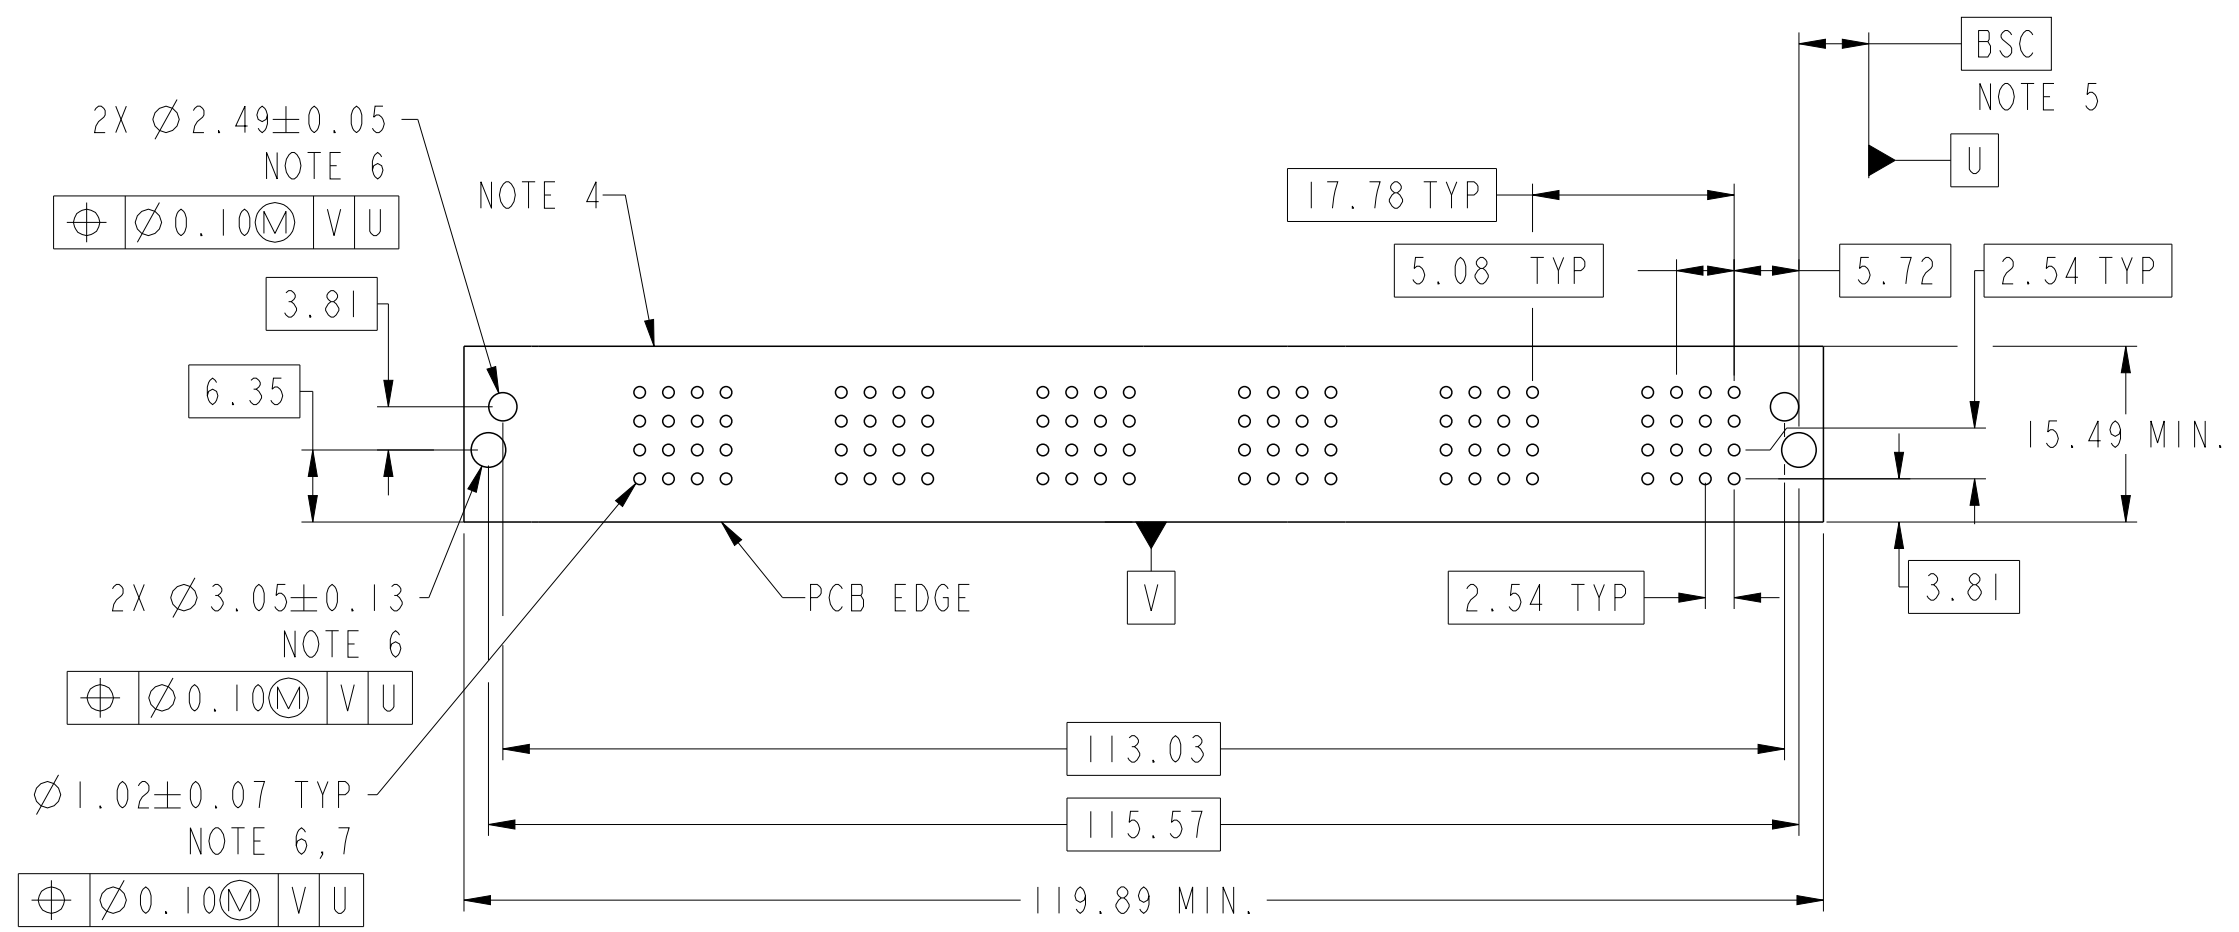 BSC
NOTE 5
U
2X ⌀2.49±0.05
NOTE 6
⌖ ⌀0.10Ⓜ V U
NOTE 4
17.78 TYP
5.08 TYP
5.72
2.54 TYP
3.81
6.35
15.49 MIN.
2X ⌀3.05±0.13
NOTE 6
⌖ ⌀0.10Ⓜ V U
PCB EDGE
V
2.54 TYP
3.81
113.03
⌀1.02±0.07 TYP
NOTE 6,7
⌖ ⌀0.10Ⓜ V U
115.57
119.89 MIN.